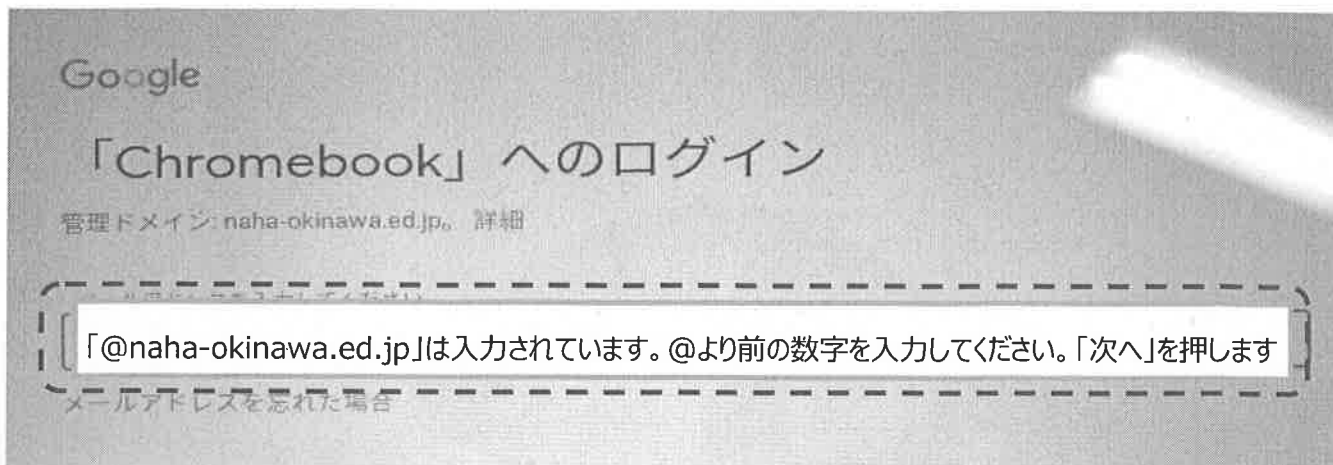 Google
「Chromebook」へのログイン
管理ドメイン: naha-okinawa.ed.jp。 詳細
「@naha-okinawa.ed.jp」は入力されています。@より前の数字を入力してください。「次へ」を押します
メールアドレスを忘れた場合